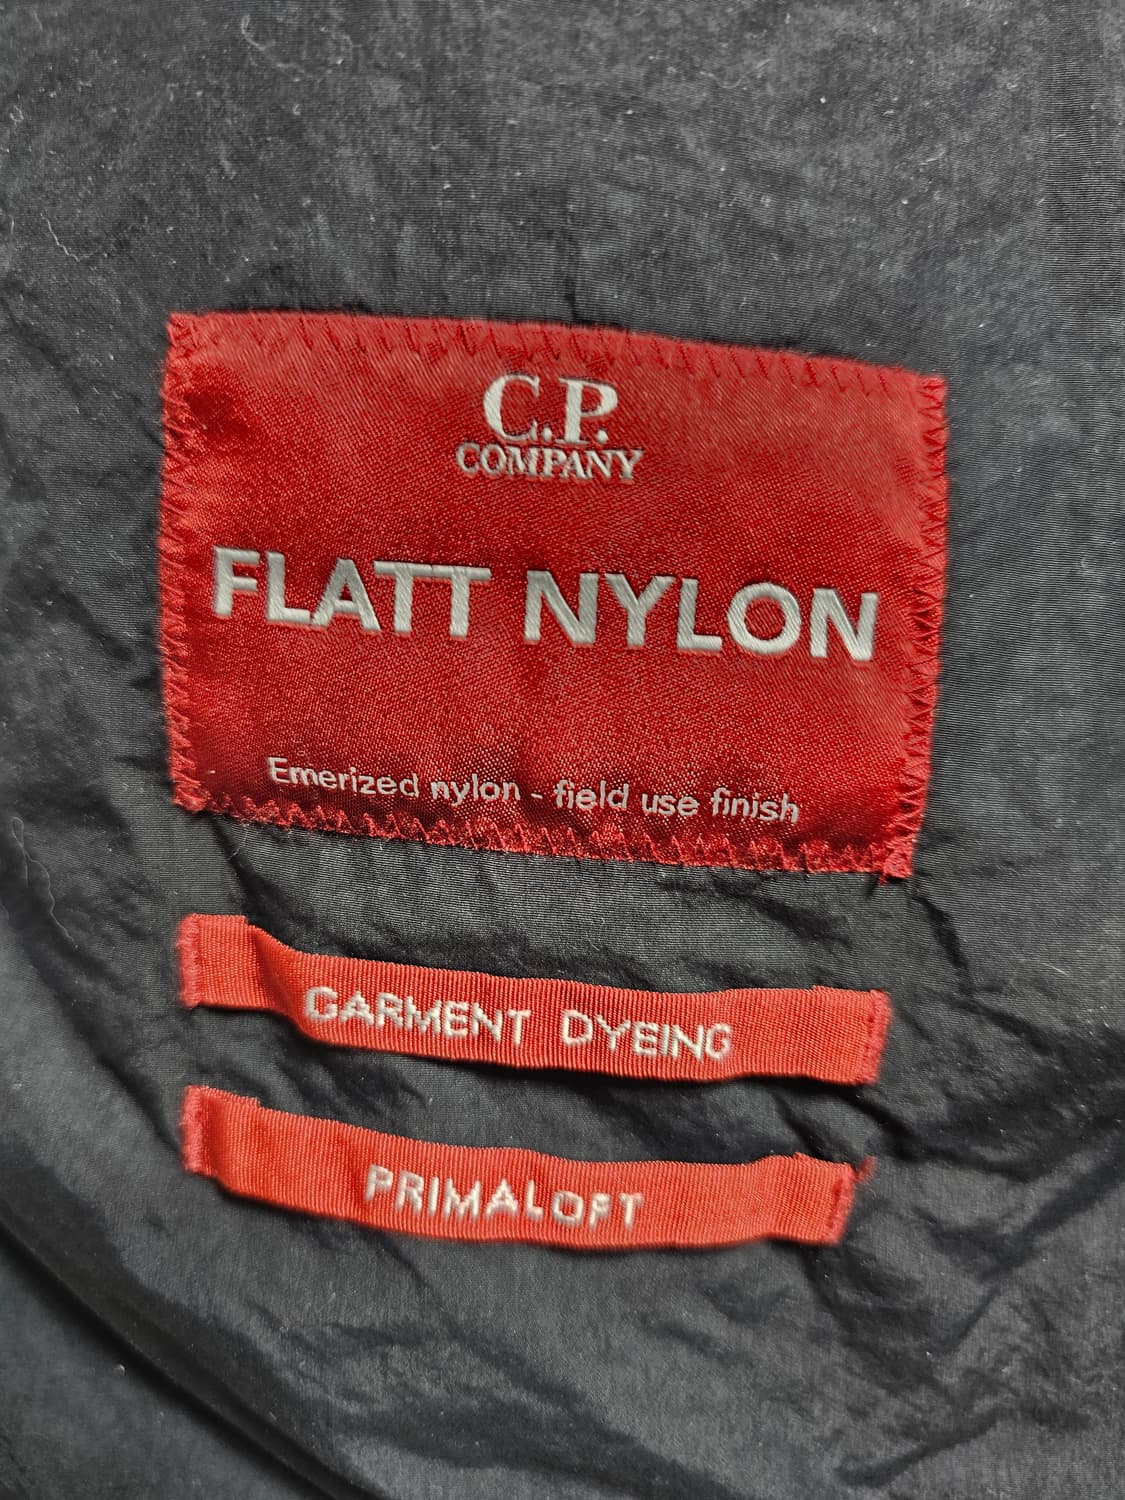 C.P.
COMPANY
FLATT NYLON
Emerized nylon - field use finish
GARMENT DYEING
PRIMALOFT